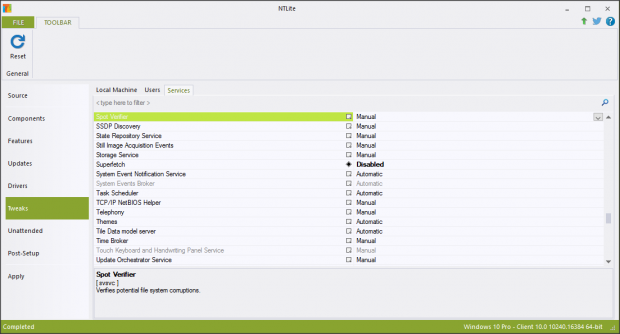 NTLite
FILE TOOLBAR
Reset
General
Source
Components
Features
Updates
Drivers
Tweaks
Unattended
Post-Setup
Apply
Local Machine Users Services
< type here to filter >
Spot Verifier Manual
SSDP Discovery Manual
State Repository Service Manual
Still Image Acquisition Events Manual
Storage Service Manual
Superfetch Disabled
System Event Notification Service Automatic
System Events Broker Automatic
Task Scheduler Automatic
TCP/IP NetBIOS Helper Manual
Telephony Manual
Themes Automatic
Tile Data model server Automatic
Time Broker Manual
Touch Keyboard and Handwriting Panel Service Manual
Update Orchestrator Service Manual
Spot Verifier
[ svsvc ]
Verifies potential file system corruptions.
Completed Windows 10 Pro - Client 10.0 10240.16384 64-bit